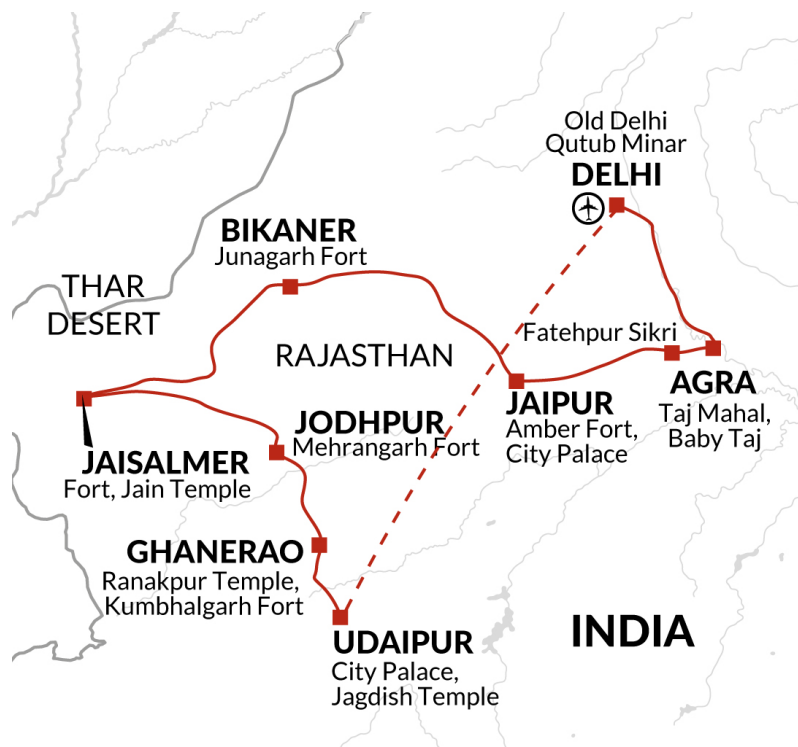 Old Delhi
Qutub Minar
DELHI
BIKANER
Junagarh Fort
THAR
DESERT
RAJASTHAN
Fatehpur Sikri
AGRA
Taj Mahal,
Baby Taj
JAIPUR
Amber Fort,
City Palace
JODHPUR
Mehrangarh Fort
JAISALMER
Fort, Jain Temple
GHANERAO
Ranakpur Temple,
Kumbhalgarh Fort
UDAIPUR
City Palace,
Jagdish Temple
INDIA